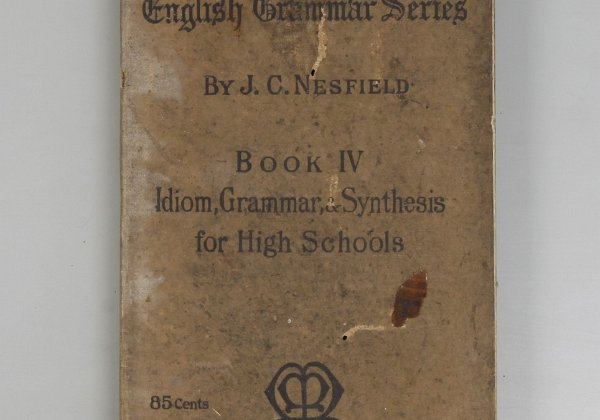 English Grammar Series
By J. C. Nesfield
Book IV
Idiom, Grammar, & Synthesis
for High Schools
85 Cents